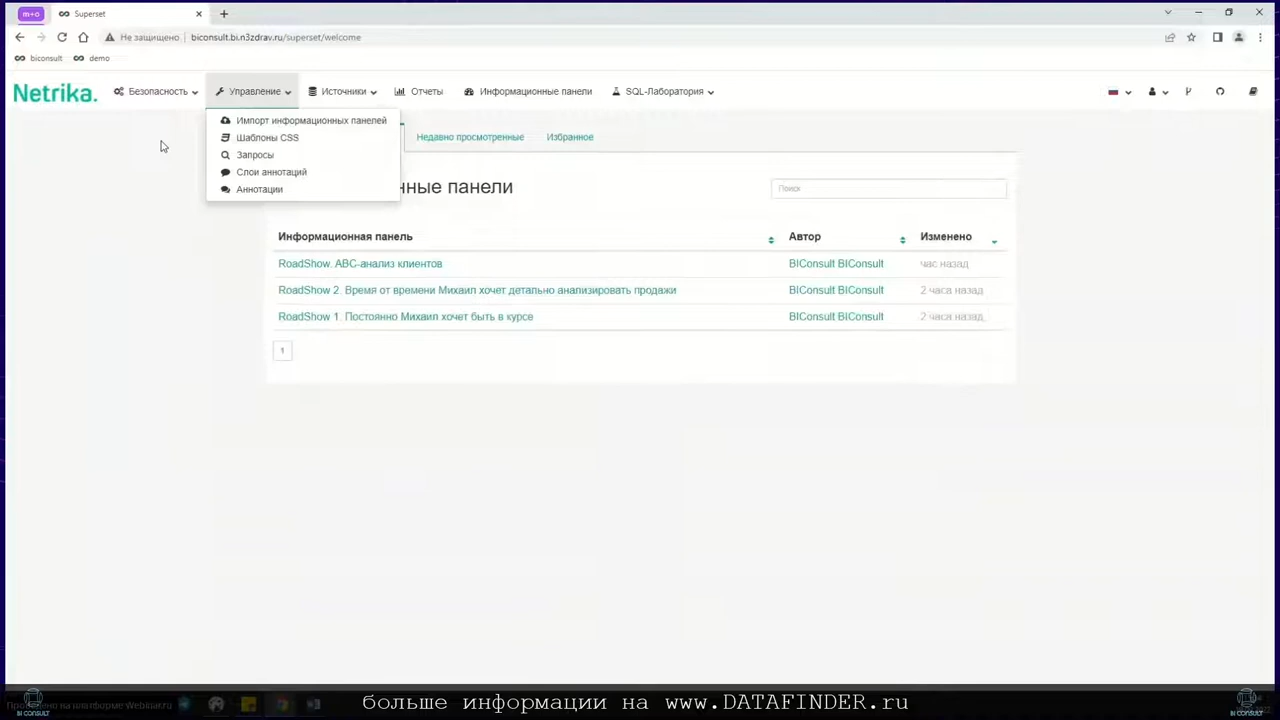 m+o
Superset
Не защищено
biconsult.bi.n3zdrav.ru/superset/welcome
biconsult
demo
Netrika.
Безопасность
Управление
Источники
Отчеты
Информационные панели
SQL-Лаборатория
Импорт информационных панелей
Шаблоны CSS
Запросы
Слои аннотаций
Аннотации
Недавно просмотренные
Избранное
нные панели
Поиск
Информационная панель
Автор
Изменено
RoadShow. ABC-анализ клиентов
BIConsult BIConsult
час назад
RoadShow 2. Время от времени Михаил хочет детально анализировать продажи
BIConsult BIConsult
2 часа назад
RoadShow 1. Постоянно Михаил хочет быть в курсе
BIConsult BIConsult
2 часа назад
1
больше информации на www.DATAFINDER.ru
BI CONSULT
BI CONSULT